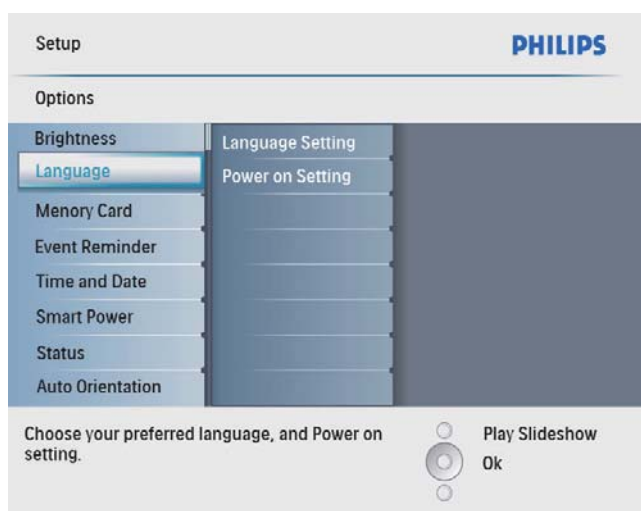 Setup
PHILIPS
Options
Brightness
Language
Menory Card
Event Reminder
Time and Date
Smart Power
Status
Auto Orientation
Language Setting
Power on Setting
Choose your preferred language, and Power on
setting.
Play Slideshow
Ok